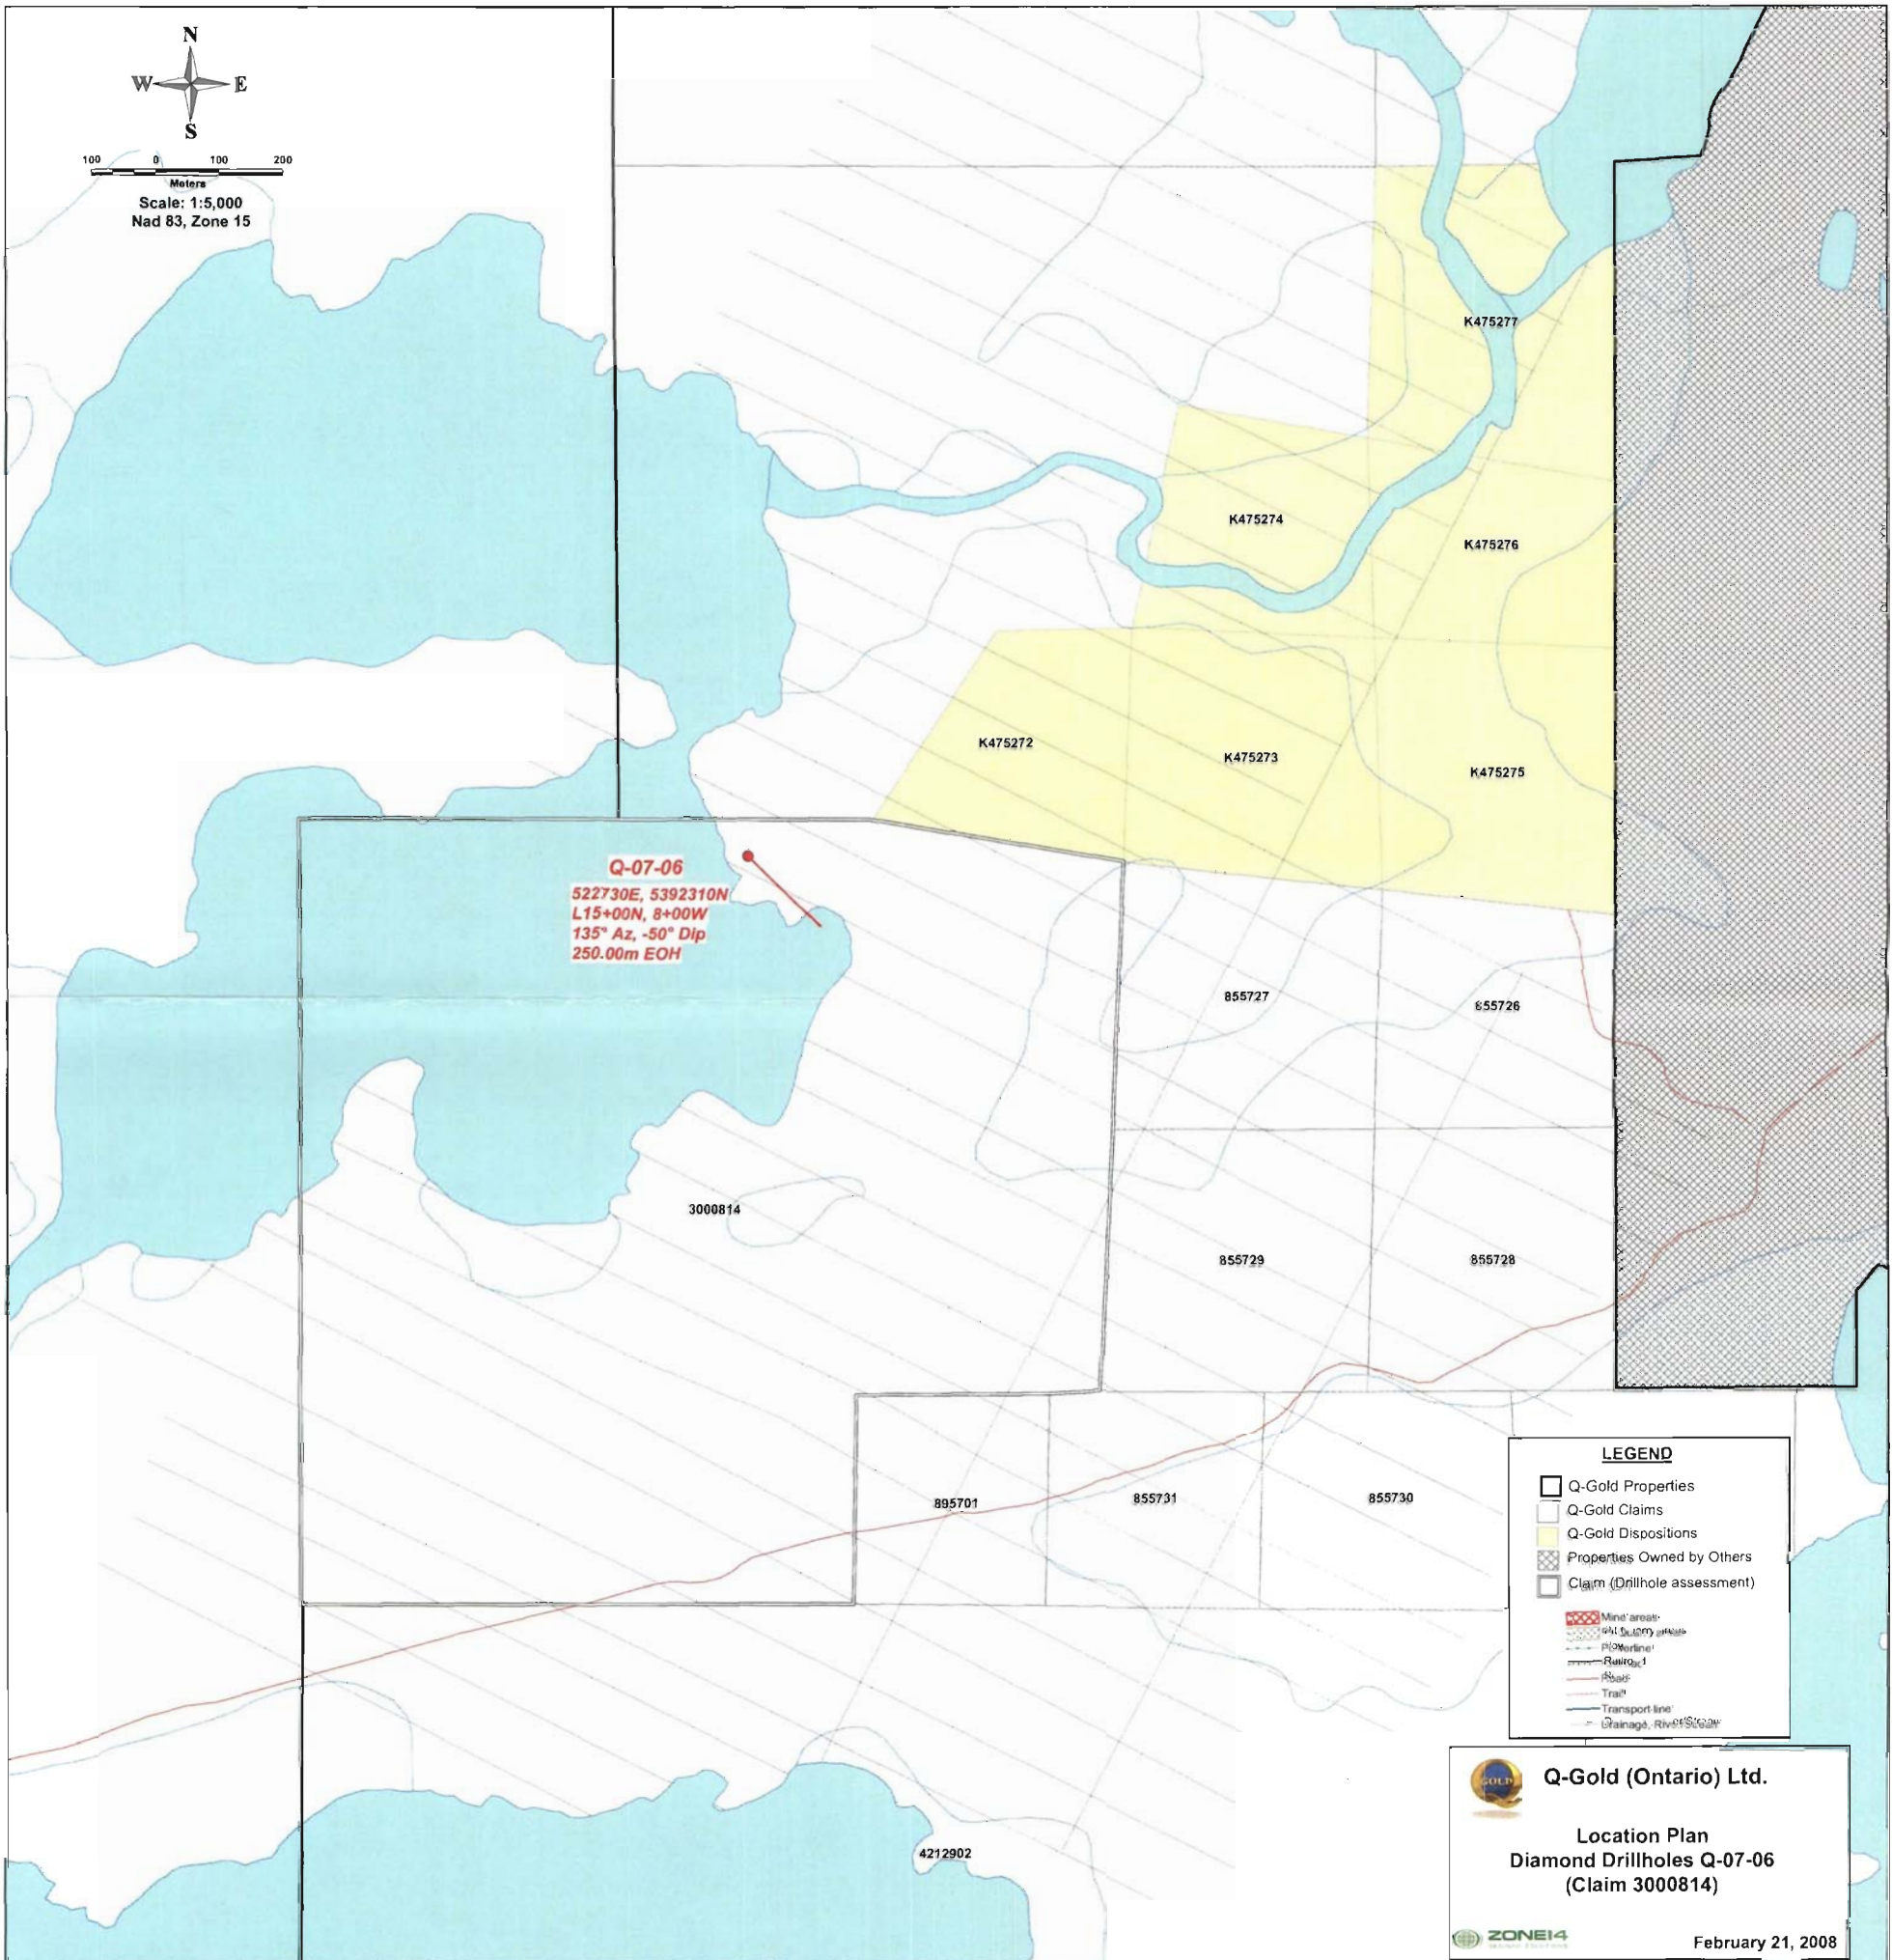 N
W E
S
100 0 100 200
Meters
Scale: 1:5,000
Nad 83, Zone 15
K475277
K475274
K475276
K475272
K475273
K475275
Q-07-06
522730E, 5392310N
L15+00N, 8+00W
135° Az, -50° Dip
250.00m EOH
855727
855726
3000814
855729
855728
895701
855731
855730
4212902
LEGEND
Q-Gold Properties
Q-Gold Claims
Q-Gold Dispositions
Properties Owned by Others
Claim (Drillhole assessment)
Mine areas
Powerline
Road
Trail
Transport line
Drainage,
GOLD
Q-Gold (Ontario) Ltd.
Location Plan
Diamond Drillholes Q-07-06
(Claim 3000814)
ZONE14
February 21, 2008